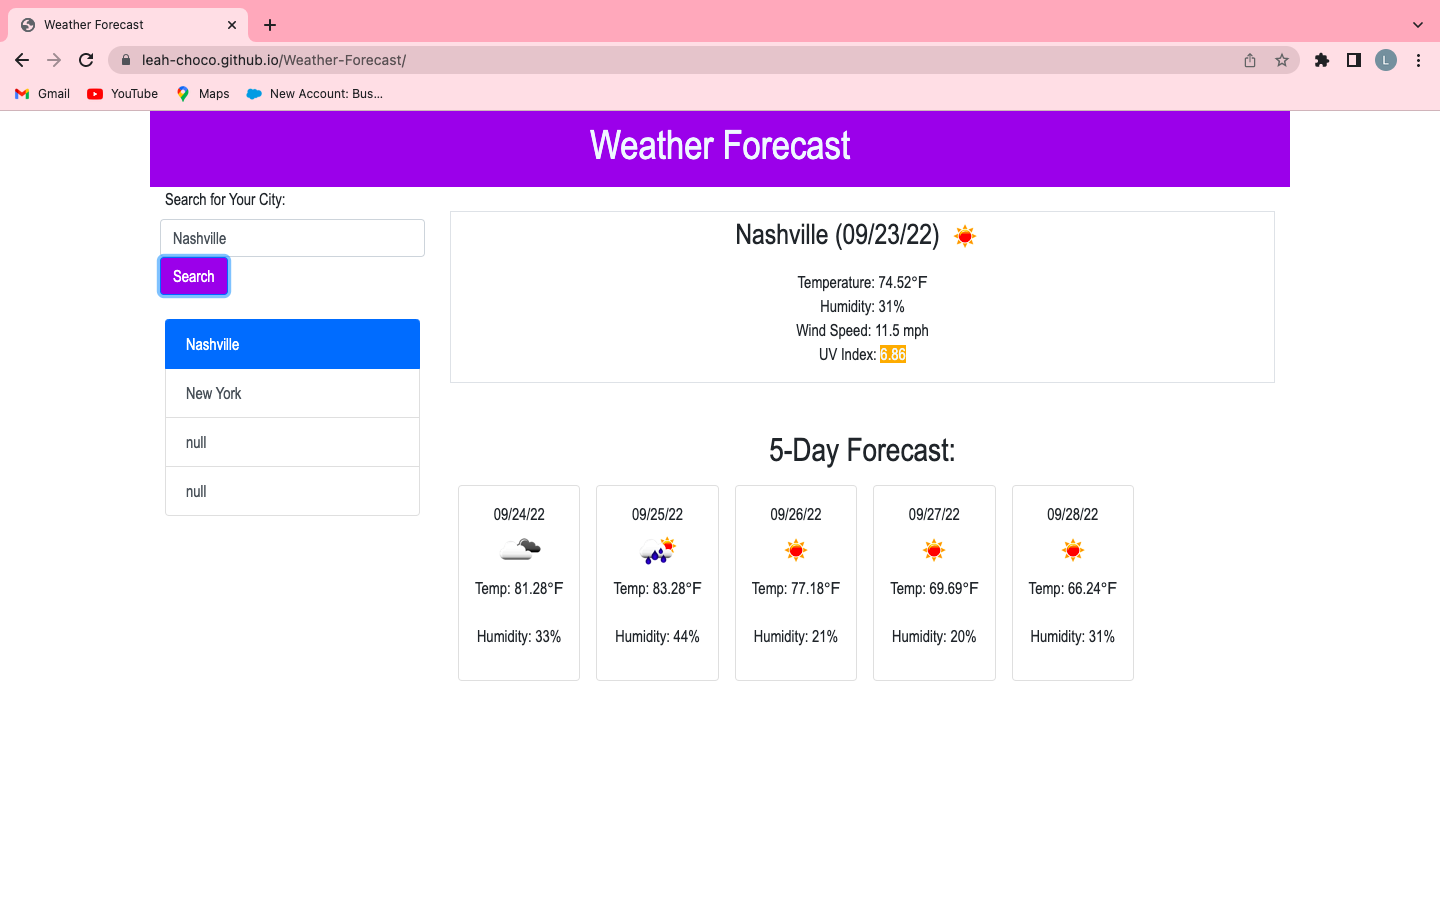 Weather Forecast
leah-choco.github.io/Weather-Forecast/
L
Gmail
YouTube
Maps
New Account: Bus...
Weather Forecast
Search for Your City:
Nashville
Search
Nashville
New York
null
null
Nashville (09/23/22)
Temperature: 74.52°F
Humidity: 31%
Wind Speed: 11.5 mph
UV Index: 6.86
5-Day Forecast:
09/24/22
Temp: 81.28°F
Humidity: 33%
09/25/22
Temp: 83.28°F
Humidity: 44%
09/26/22
Temp: 77.18°F
Humidity: 21%
09/27/22
Temp: 69.69°F
Humidity: 20%
09/28/22
Temp: 66.24°F
Humidity: 31%